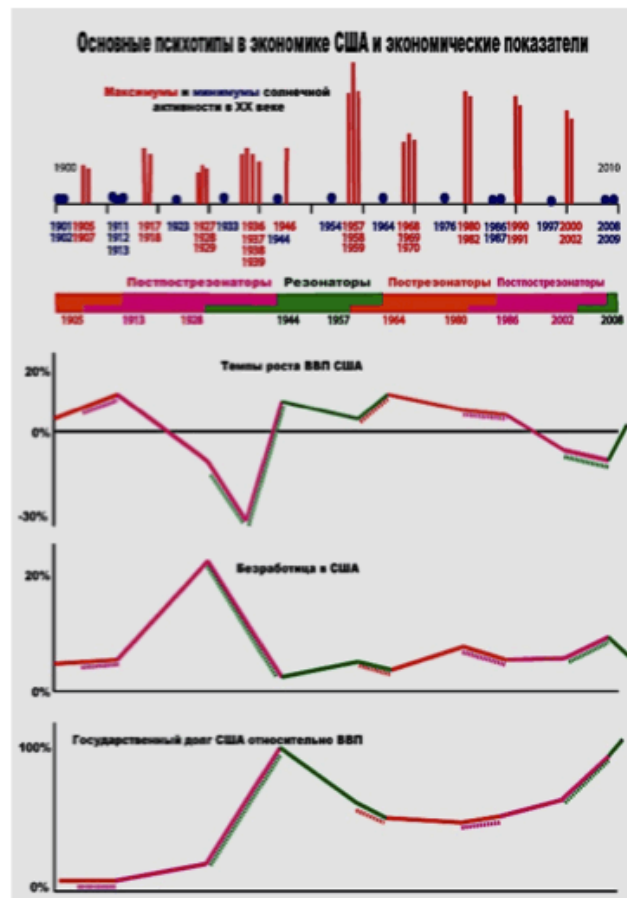 Основные психотипы в экономике США и экономические показатели
Максимумы и минимумы солнечной
активности в XX веке
1900 2010
1901 1905 1911 1917 1923 1927 1933 1936 1946 1954 1957 1964 1968 1976 1980 1986 1990 1997 2000 2008
1902 1907 1912 1918 1928 1937 1944 1958 1969 1982 1987 1991 2002 2009
1913 1929 1938 1959 1970
1939
Постпострезонаторы Резонаторы Пострезонаторы Постпострезонаторы
1905 1913 1928 1944 1957 1964 1980 1986 2002 2008
Темпы роста ВВП США
20%
0%
-30%
Безработица в США
20%
0%
Государственный долг США относительно ВВП
100%
0%